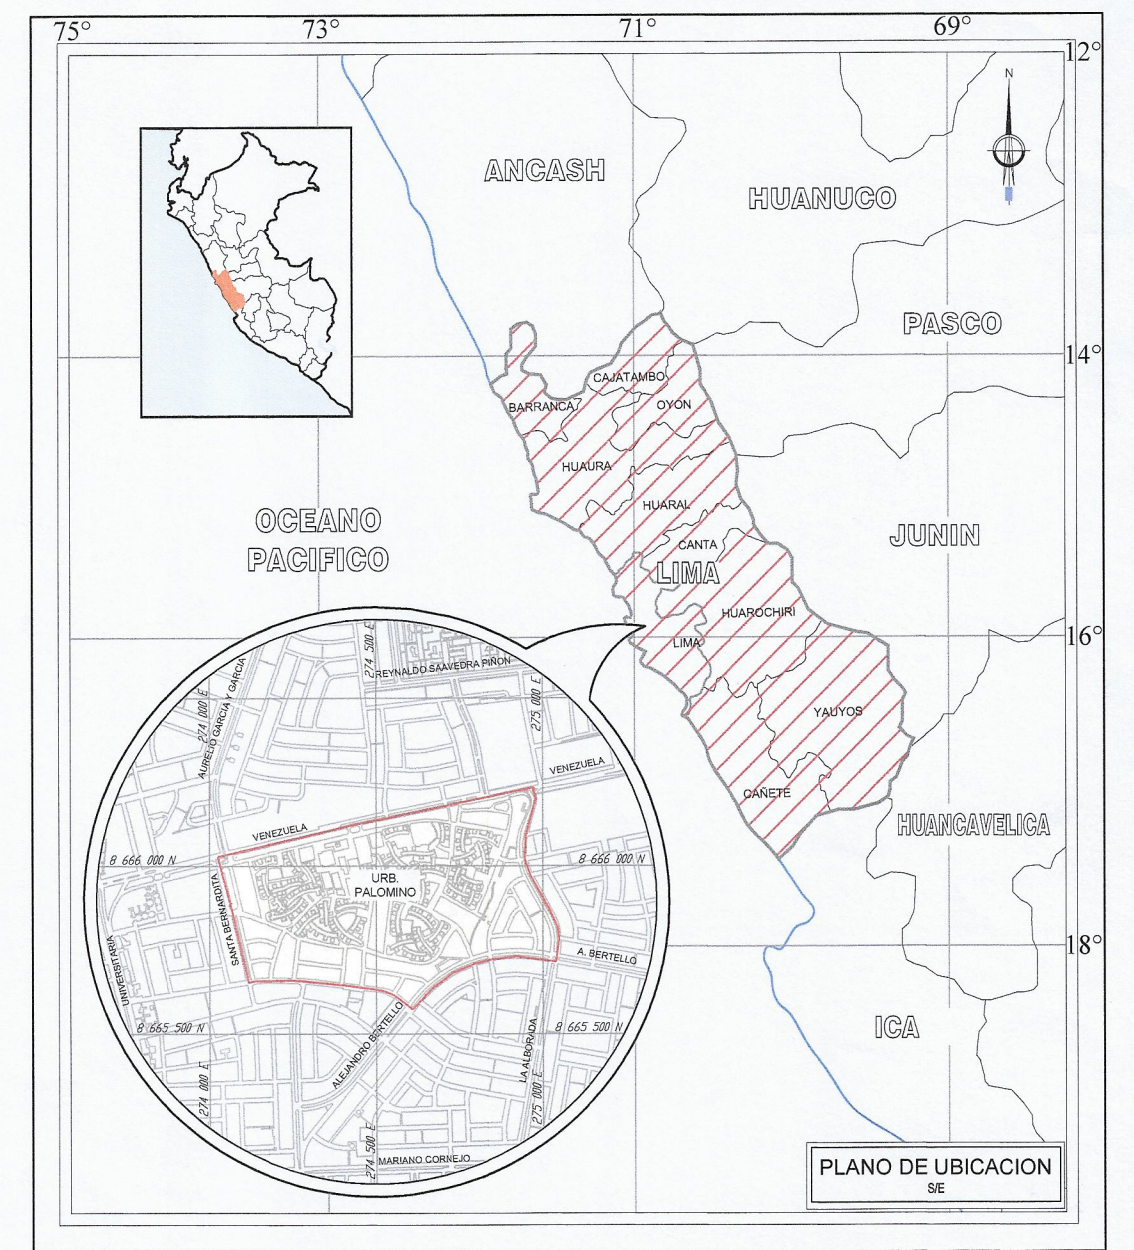 75°
73°
71°
69°
12°
N
ANCASH
HUANUCO
PASCO
14°
CAJATAMBO
BARRANCA
OYON
HUAURA
HUARAL
OCEANO
PACIFICO
JUNIN
CANTA
LIMA
HUAROCHIRI
LIMA
16°
YAUYOS
CAÑETE
HUANCAVELICA
18°
ICA
274 500 E
REYNALDO SAAVEDRA PIÑON
274 000 E
AURELIO GARCIA Y GARCIA
275 000 E
VENEZUELA
VENEZUELA
8 666 000 N
8 666 000 N
URB.
PALOMINO
SANTA BERNARDITA
UNIVERSITARIA
A. BERTELLO
8 665 500 N
8 665 500 N
ALEJANDRO BERTELLO
LA ALBORADA
274 000 E
275 000 E
274 500 E
MARIANO CORNEJO
PLANO DE UBICACION
S/E